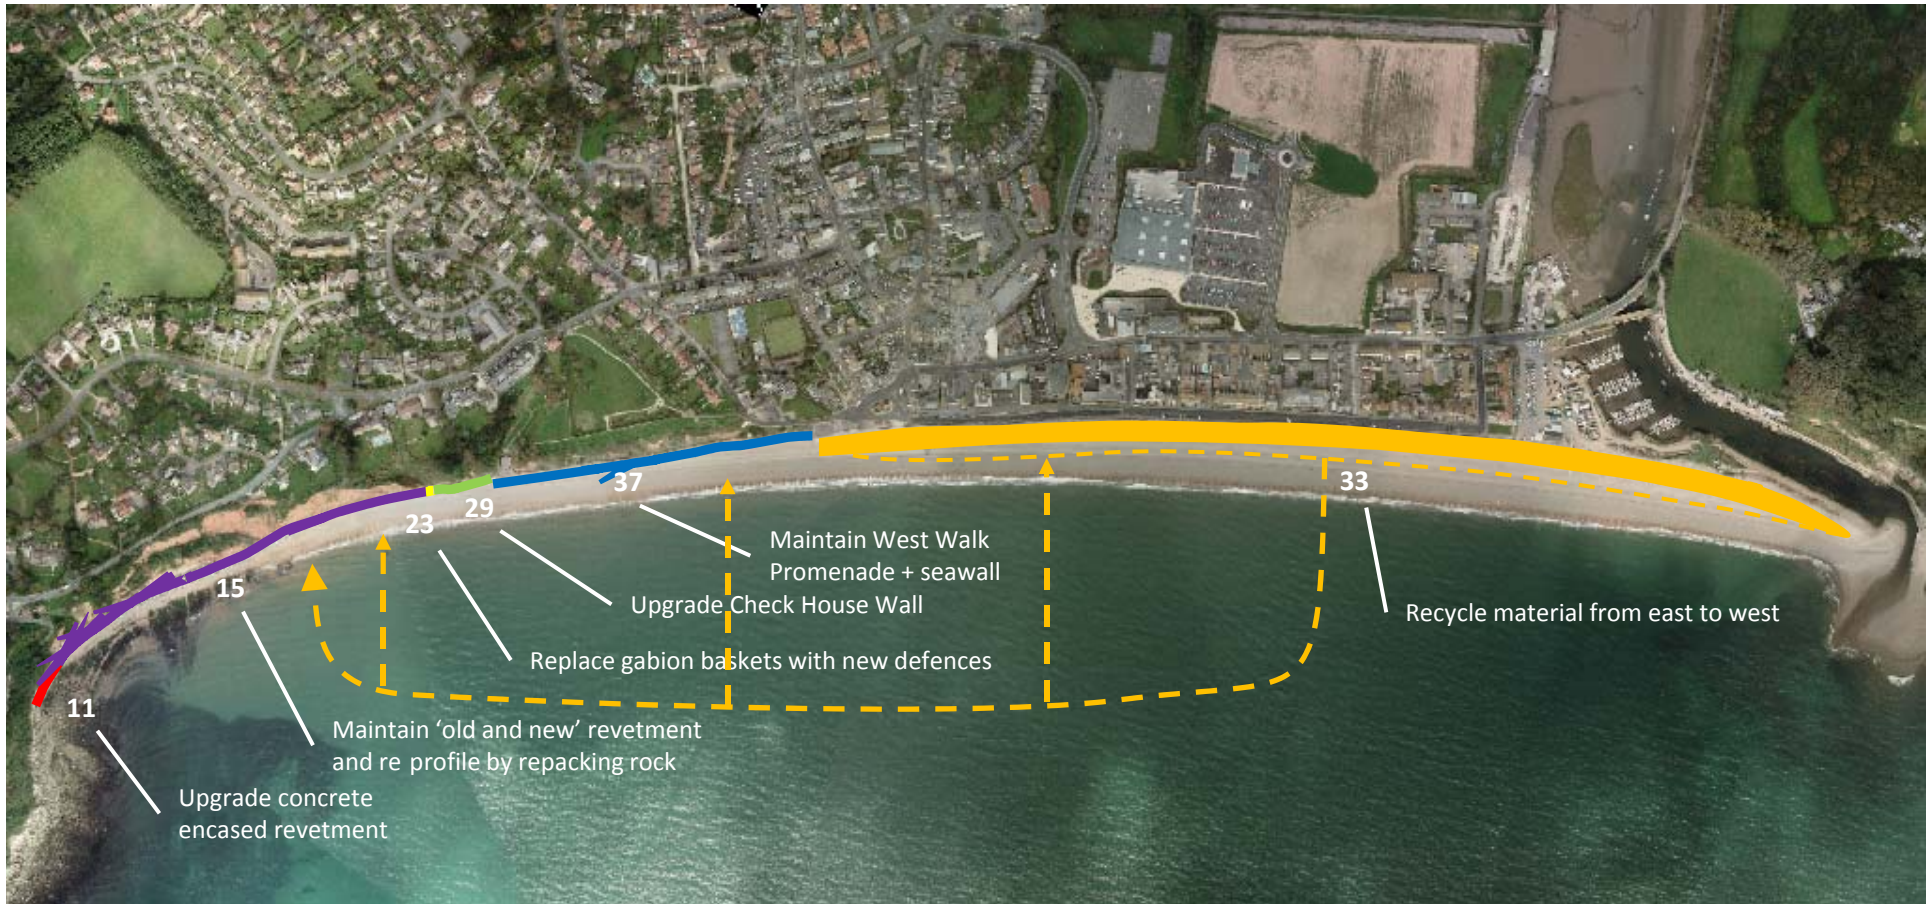 37
33
23
29
Maintain West Walk
Promenade + seawall
15
Upgrade Check House Wall
Recycle material from east to west
Replace gabion baskets with new defences
11
Maintain ‘old and new’ revetment
and re profile by repacking rock
Upgrade concrete
encased revetment